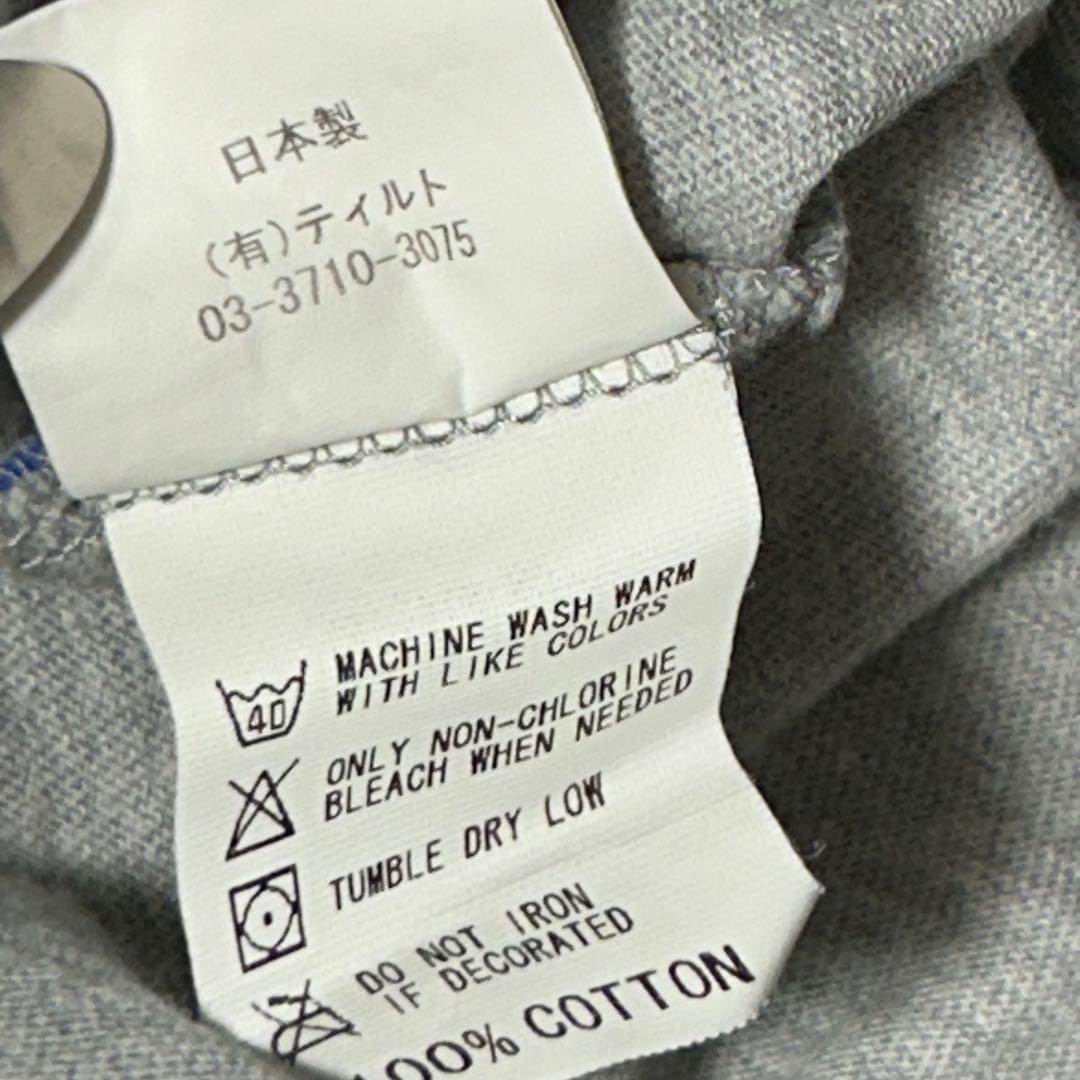 日本製
(有)ティルト
03-3710-3075
MACHINE WASH WARM
WITH LIKE COLORS
40
ONLY NON-CHLORINE
BLEACH WHEN NEEDED
TUMBLE DRY LOW
DO NOT IRON
IF DECORATED
100% COTTON